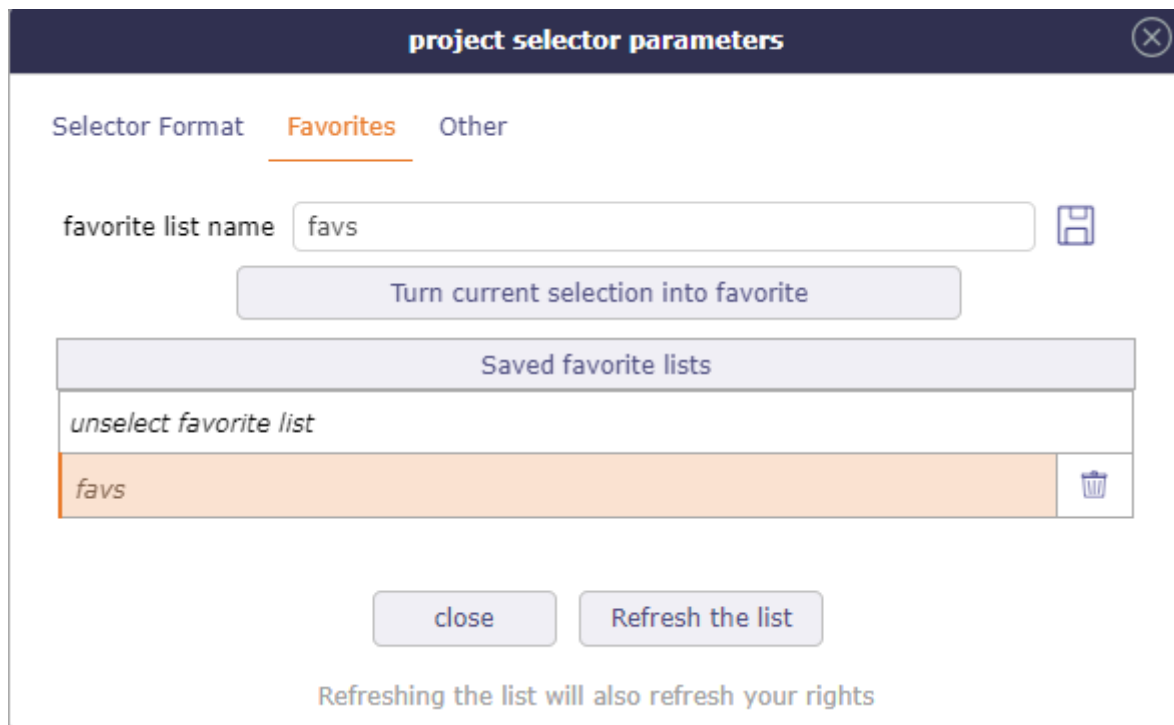 project selector parameters
Selector Format Favorites Other
favorite list name favs
Turn current selection into favorite
Saved favorite lists
unselect favorite list
favs
close Refresh the list
Refreshing the list will also refresh your rights